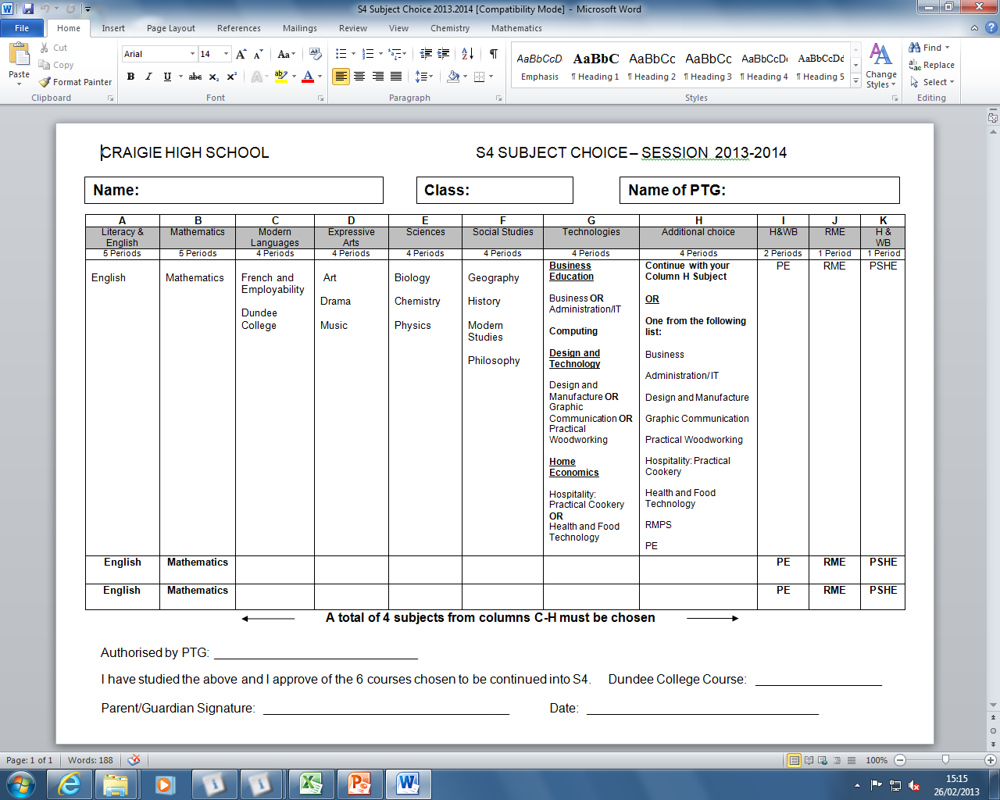 S4 Subject Choice 2013.2014 [Compatibility Mode] - Microsoft Word
File Home Insert Page Layout References Mailings Review View Chemistry Mathematics
Paste
Cut
Copy
Format Painter
Clipboard
Arial 14
Font
Paragraph
AaBbCcD AaBbC AaBbCc AaBbCc AaBbCcDc AaBbCcDc
Emphasis ¶ Heading 1 ¶ Heading 2 ¶ Heading 3 ¶ Heading 4 ¶ Heading 5
Change Styles
Styles
Find
Replace
Select
Editing
CRAIGIE HIGH SCHOOL S4 SUBJECT CHOICE – SESSION 2013-2014
Name: Class: Name of PTG:
A B C D E F G H I J K
Literacy & English Mathematics Modern Languages Expressive Arts Sciences Social Studies Technologies Additional choice H&WB RME H & WB
5 Periods 5 Periods 4 Periods 4 Periods 4 Periods 4 Periods 4 Periods 4 Periods 2 Periods 1 Period 1 Period
English
Mathematics
French and
Employability
Dundee
College
Art
Drama
Music
Biology
Chemistry
Physics
Geography
History
Modern
Studies
Philosophy
Business
Education
Business OR
Administration/IT
Computing
Design and
Technology
Design and
Manufacture OR
Graphic
Communication OR
Practical
Woodworking
Home
Economics
Hospitality:
Practical Cookery
OR
Health and Food
Technology
Continue with your
Column H Subject
OR
One from the following
list:
Business
Administration/IT
Design and Manufacture
Graphic Communication
Practical Woodworking
Hospitality: Practical
Cookery
Health and Food
Technology
RMPS
PE
PE
RME
PSHE
English Mathematics PE RME PSHE
English Mathematics PE RME PSHE
A total of 4 subjects from columns C-H must be chosen
Authorised by PTG:
I have studied the above and I approve of the 6 courses chosen to be continued into S4. Dundee College Course:
Parent/Guardian Signature: Date:
Page: 1 of 1 Words: 188 100%
15:15
26/02/2013